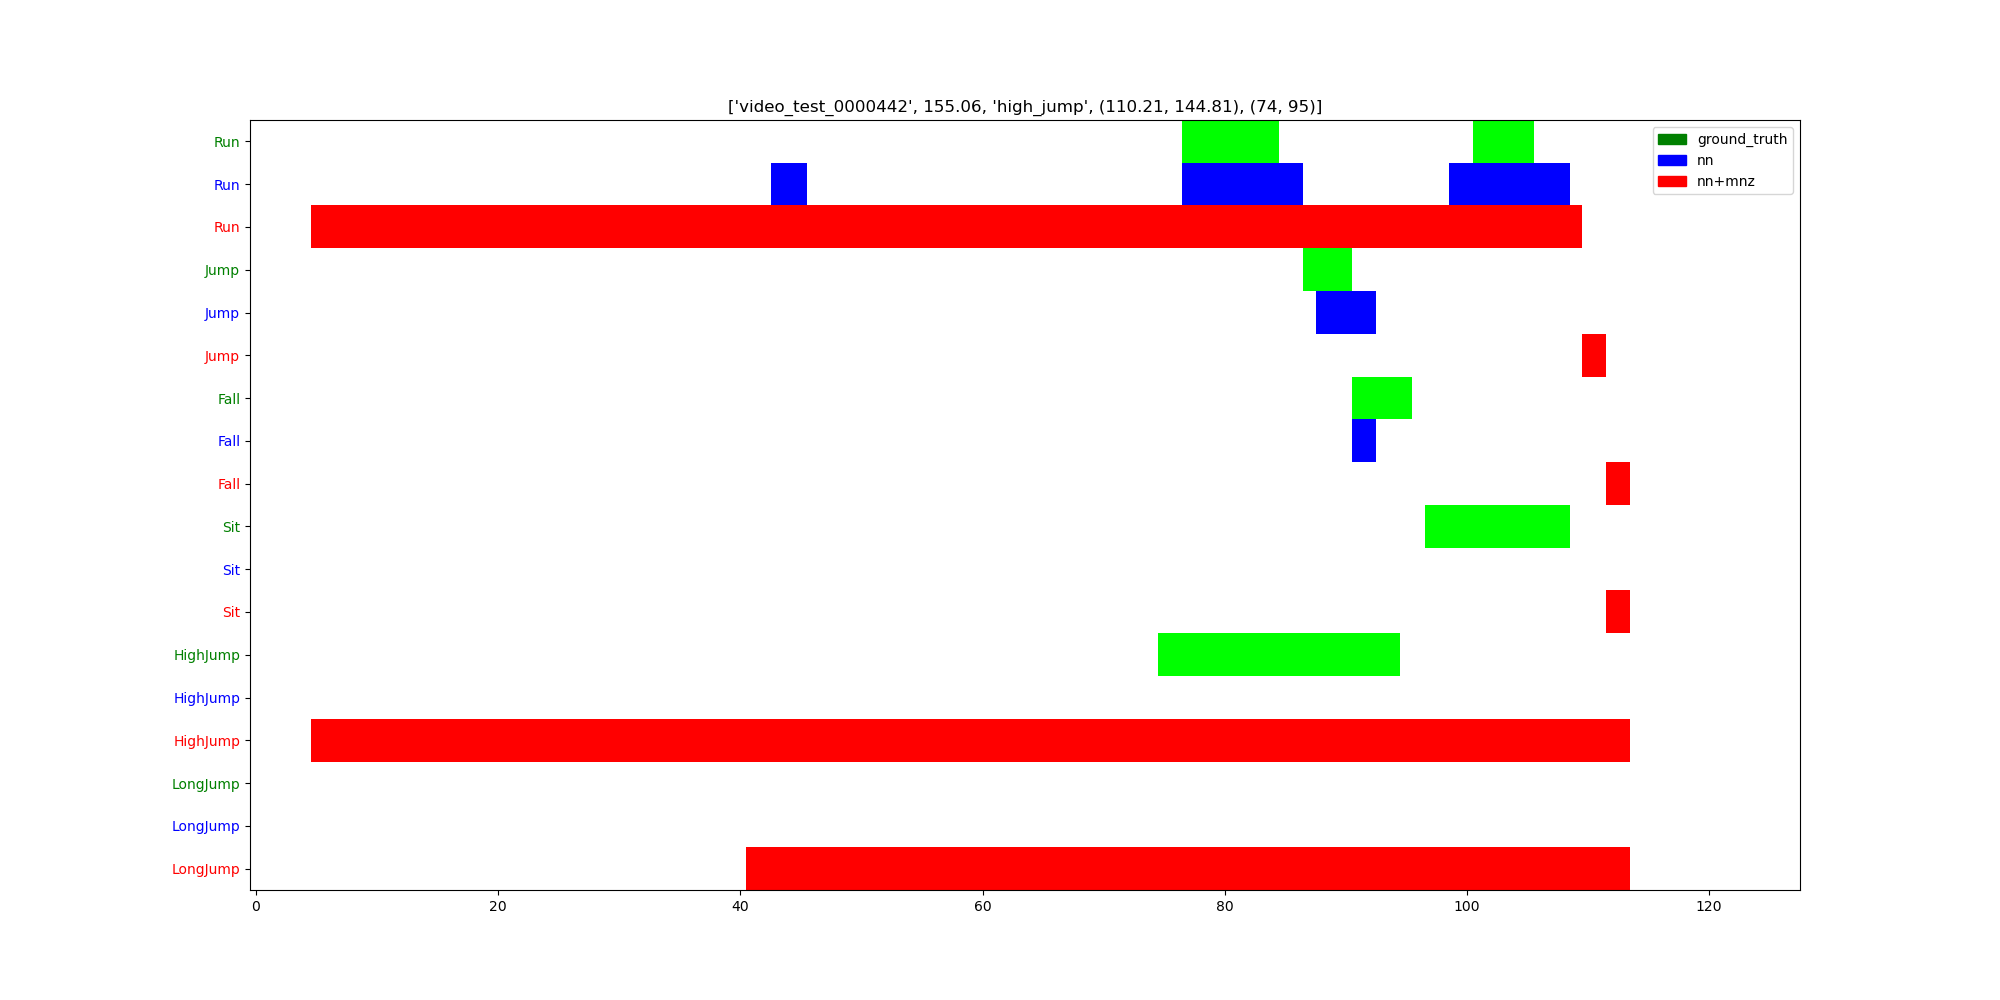 ['video_test_0000442', 155.06, 'high_jump', (110.21, 144.81), (74, 95)]
Run
Run
Run
Jump
Jump
Jump
Fall
Fall
Fall
Sit
Sit
Sit
HighJump
HighJump
HighJump
LongJump
LongJump
LongJump
ground_truth
nn
nn+mnz
0 20 40 60 80 100 120